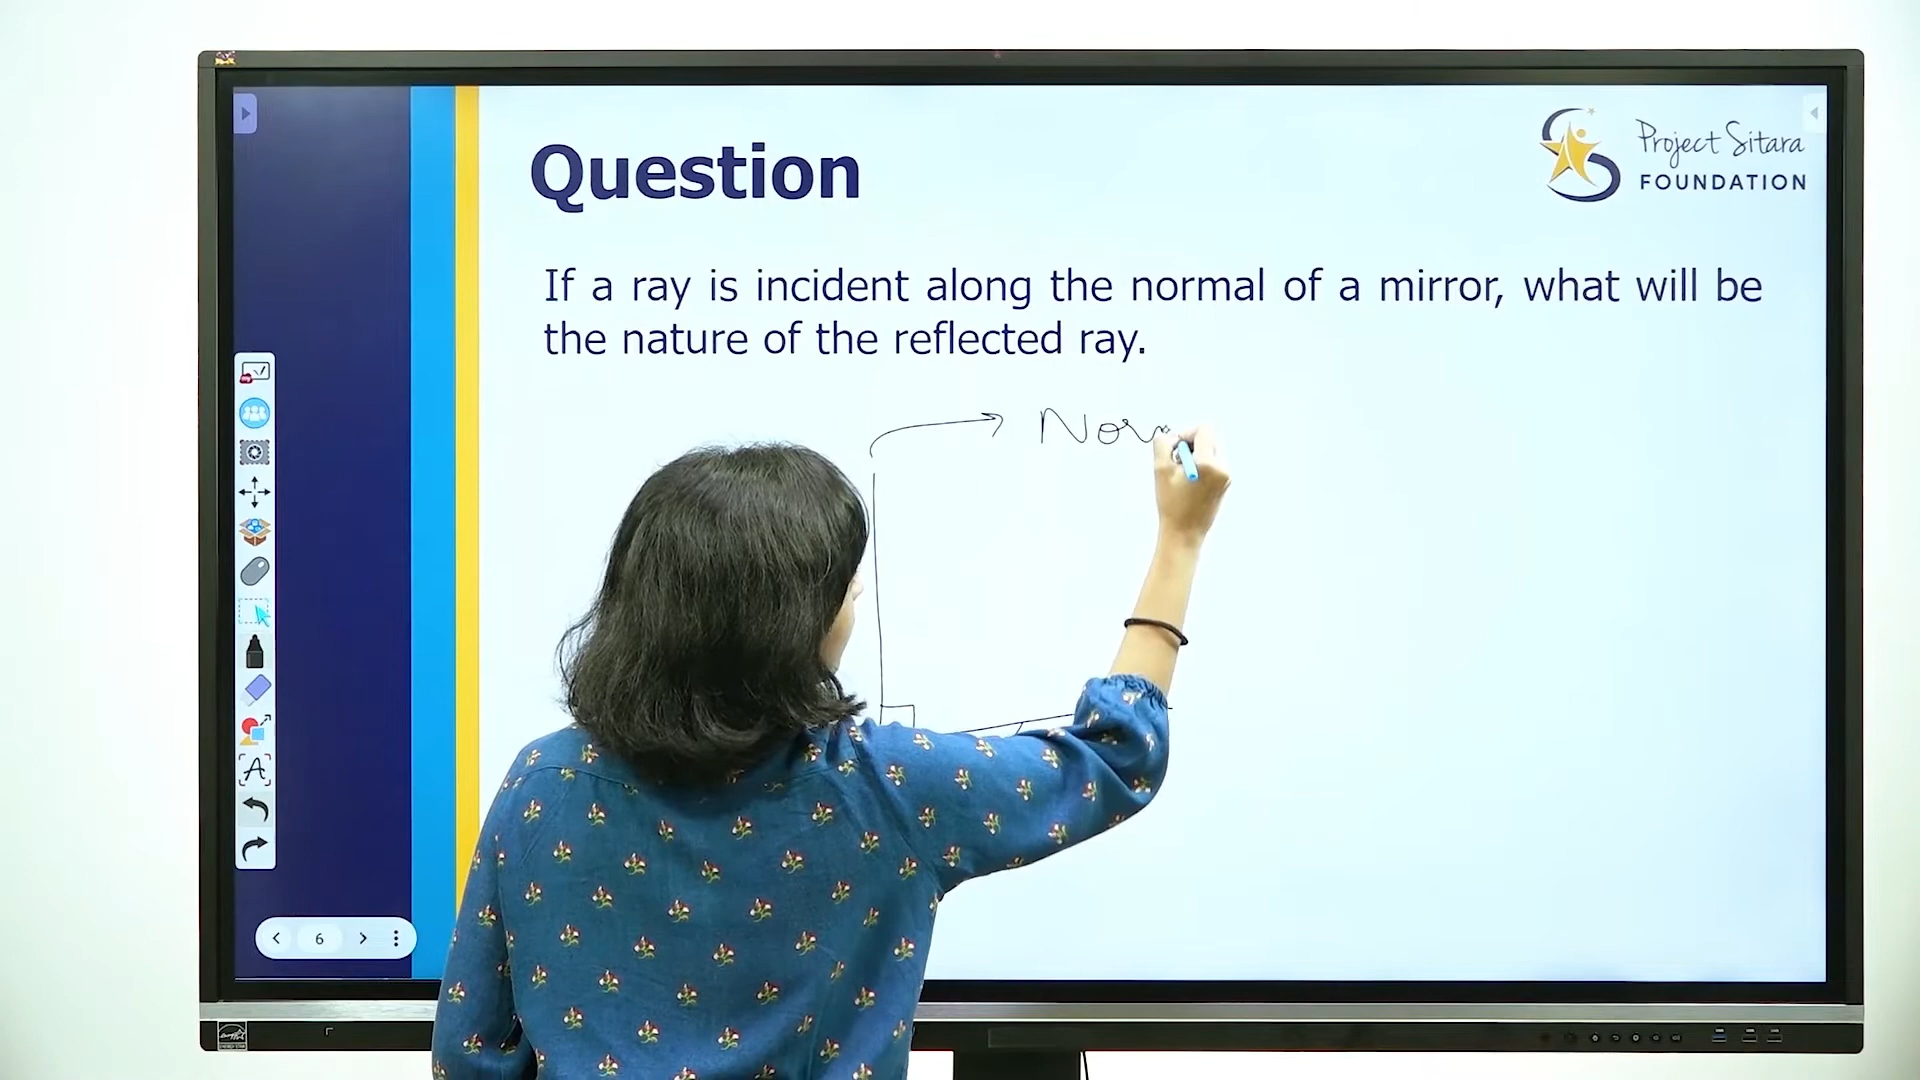 Question
Project Sitara
FOUNDATION
If a ray is incident along the normal of a mirror, what will be
the nature of the reflected ray.
Nor
6